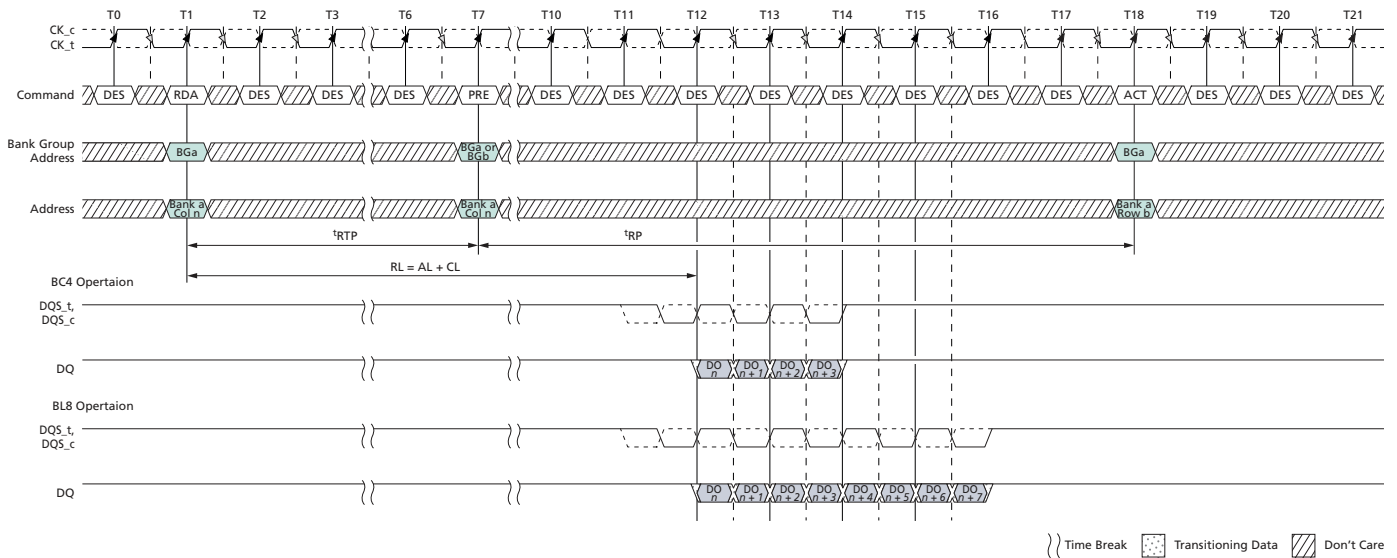 T0 T1 T2 T3 T6 T7 T10 T11 T12 T13 T14 T15 T16 T17 T18 T19 T20 T21
CK_c
CK_t
Command DES RDA DES DES DES PRE DES DES DES DES DES DES DES DES ACT DES DES DES
Bank Group
Address
BGa
BGa or
BGb
BGa
Address
Bank a
Col n
Bank a
Col n
Bank a
Row b
tRTP
tRP
RL = AL + CL
BC4 Opertaion
DQS_t,
DQS_c
DQ
DO
n
DO
n + 1
DO
n + 2
DO
n + 3
BL8 Opertaion
DQS_t,
DQS_c
DQ
DO
n
DO
n + 1
DO
n + 2
DO
n + 3
DO
n + 4
DO
n + 5
DO
n + 6
DO
n + 7
Time Break
Transitioning Data
Don't Care